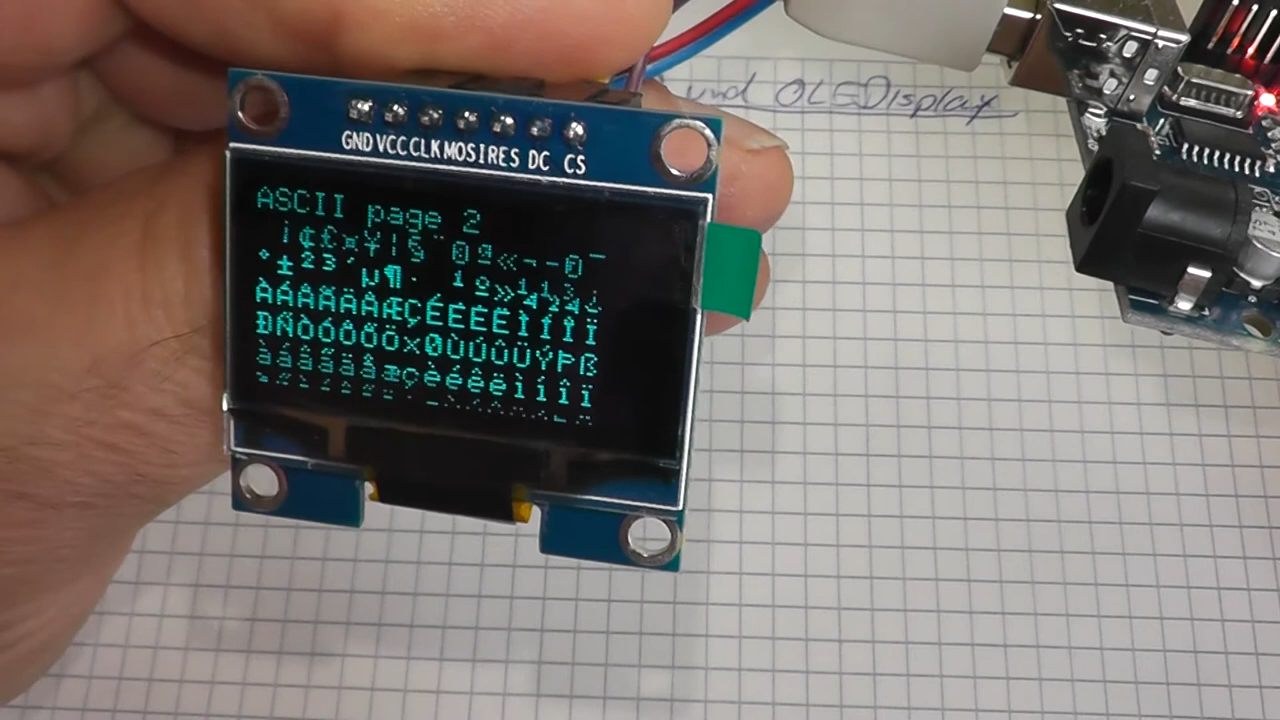 und OLEDisplay
GND VCC CLK MOSI RES DC CS
ASCII page 2
¡¢£¤¥¦§¨©ª«¬-®¯
°±²³´µ¶·¸¹º»¼½¾¿
ÀÁÂÃÄÅÆÇÈÉÊËÌÍÎÏ
ÐÑÒÓÔÕÖ×ØÙÚÛÜÝÞß
àáâãäåæçèéêëìíîï